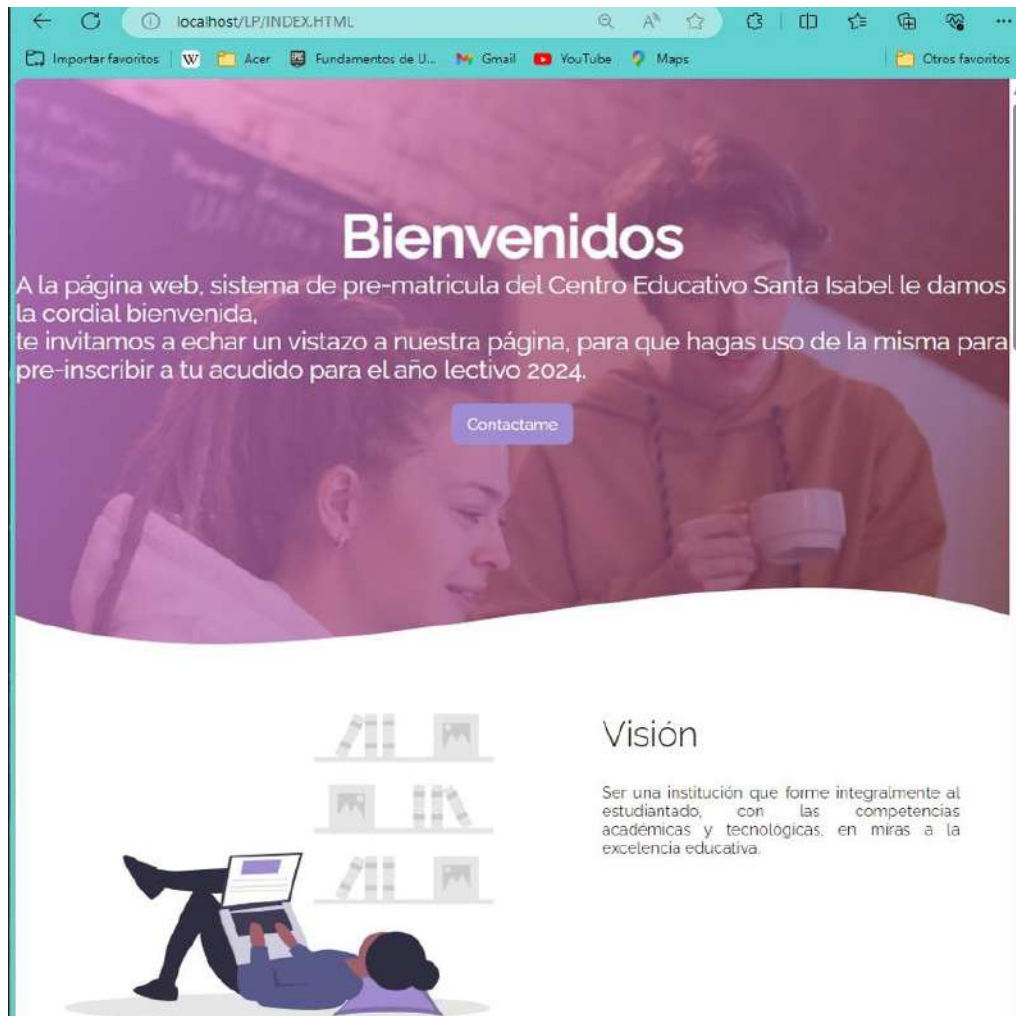 localhost/LP/INDEX.HTML
Importar favoritos W Acer Fundamentos de U... Gmail YouTube Maps Otros favoritos
Bienvenidos
A la página web, sistema de pre-matricula del Centro Educativo Santa Isabel le damos
la cordial bienvenida,
te invitamos a echar un vistazo a nuestra página, para que hagas uso de la misma para
pre-inscribir a tu acudido para el año lectivo 2024.
Contactame
Visión
Ser una institución que forme integralmente al
estudiantado, con las competencias
académicas y tecnológicas, en miras a la
excelencia educativa.